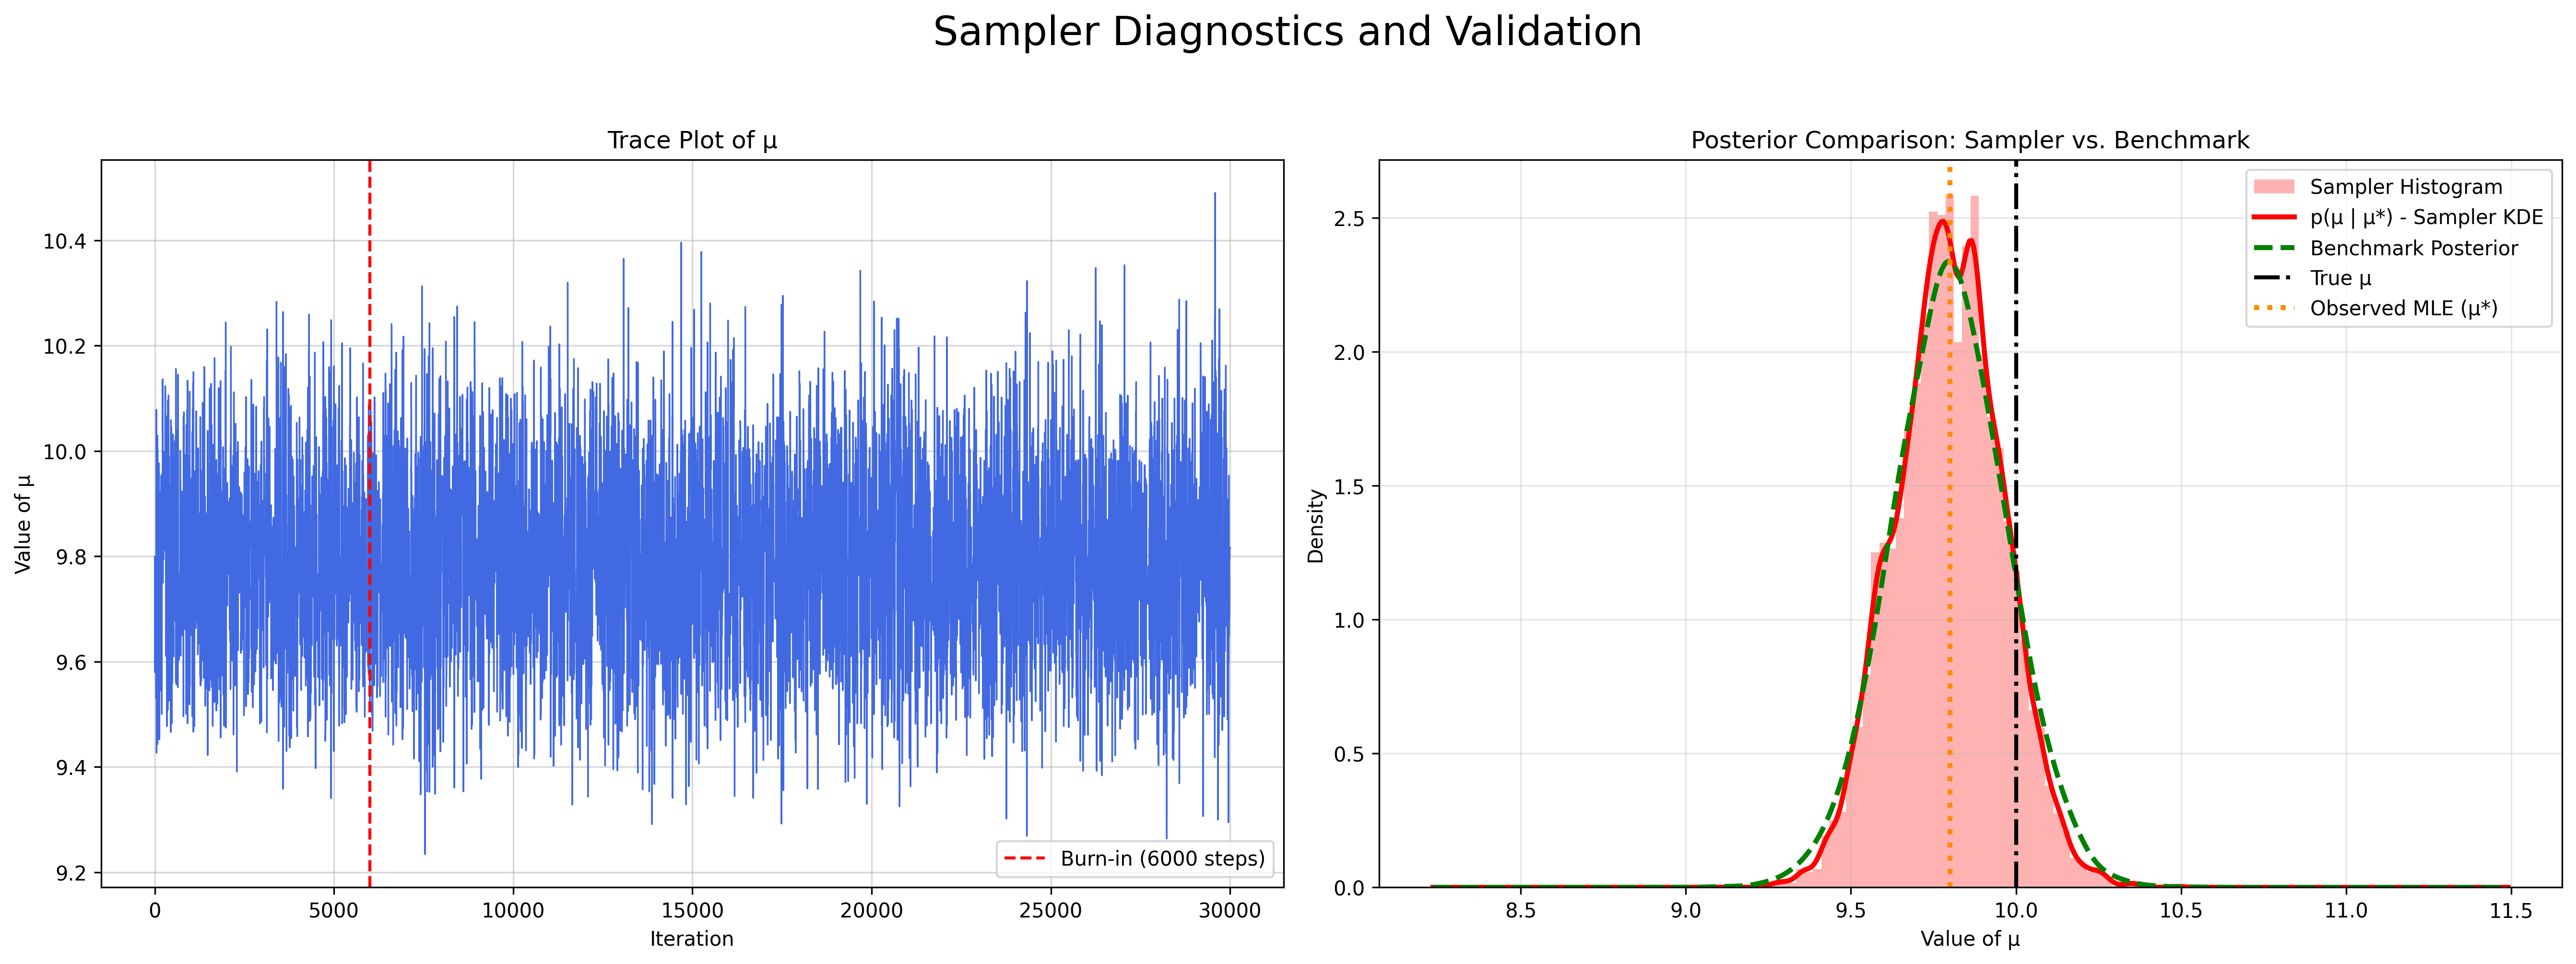 Sampler Diagnostics and Validation
Trace Plot of μ
Value of μ
10.4
10.2
10.0
9.8
9.6
9.4
9.2
0 5000 10000 15000 20000 25000 30000
Iteration
Burn-in (6000 steps)
Posterior Comparison: Sampler vs. Benchmark
Density
2.5
2.0
1.5
1.0
0.5
0.0
8.5 9.0 9.5 10.0 10.5 11.0 11.5
Value of μ
Sampler Histogram
p(μ | μ*) - Sampler KDE
Benchmark Posterior
True μ
Observed MLE (μ*)